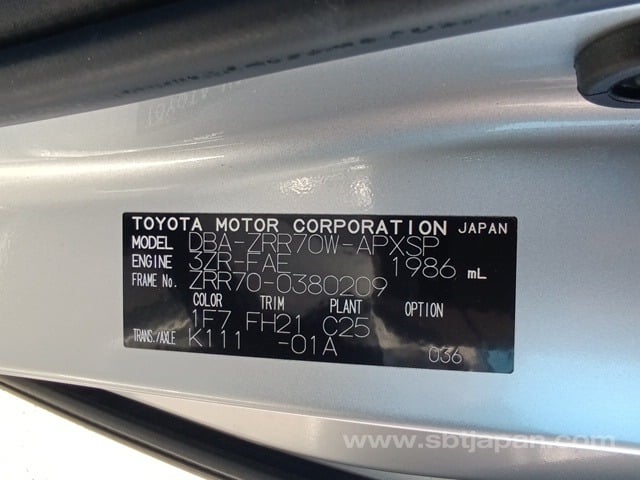 TOYOTA MOTOR CORPORATION JAPAN
MODEL DBA-ZRR70W-APXSP
ENGINE 3ZR-FAE 1986 mL
FRAME No. ZRR70-0380209
COLOR TRIM PLANT OPTION
1F7 FH21 C25
TRANS./AXLE K111 -01A 036
www.sbtjapan.com